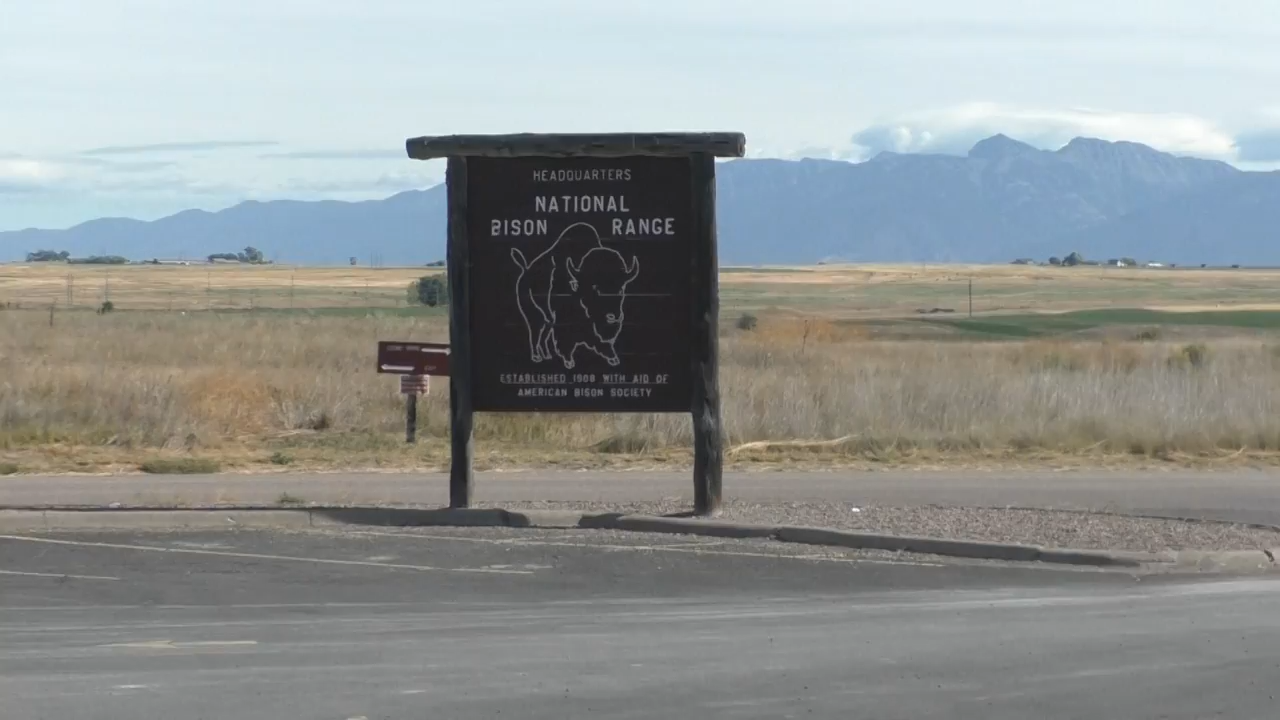 HEADQUARTERS
NATIONAL
BISON RANGE
ESTABLISHED 1908 WITH AID OF
AMERICAN BISON SOCIETY